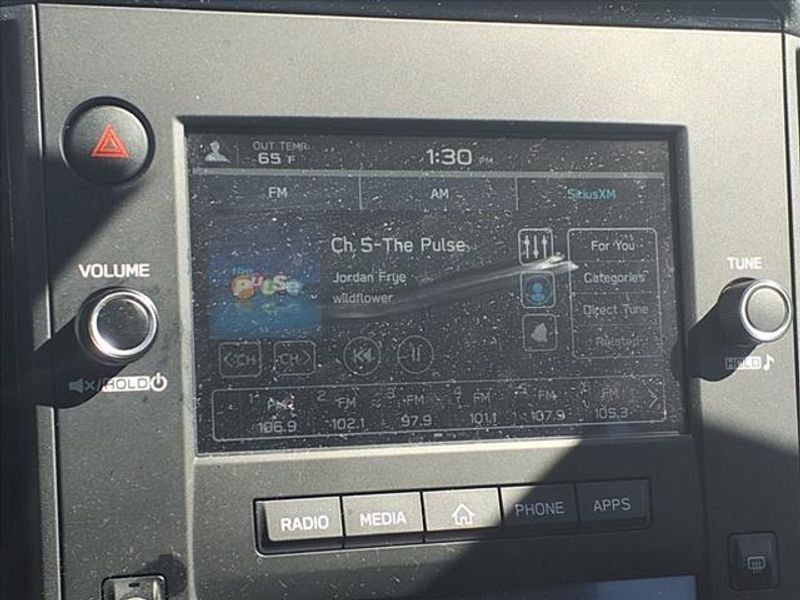 OUT TEMP.
65°F
1:30 PM
FM
AM
SiriusXM
Ch 5-The Pulse
Jordan Frye
wildflower
the
PULSE
For You
Categories
Direct Tune
Related
VOLUME
HOLD
TUNE
HOLD
<CH
CH>
1 FM 106.9
2 FM 102.1
3 FM 97.9
4 FM 101.1
5 FM 107.9
6 FM 105.3
RADIO
MEDIA
PHONE
APPS